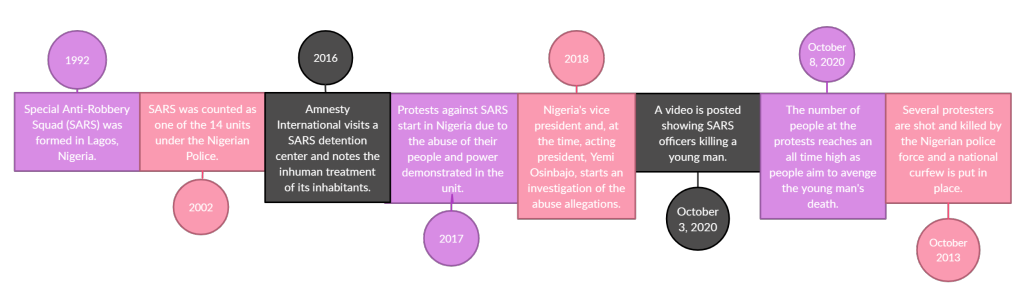 1992
Special Anti-Robbery
Squad (SARS) was
formed in Lagos,
Nigeria.
SARS was counted as
one of the 14 units
under the Nigerian
Police.
2002
2016
Amnesty
International visits a
SARS detention
center and notes the
inhuman treatment
of its inhabitants.
Protests against SARS
start in Nigeria due to
the abuse of their
people and power
demonstrated in the
unit.
2017
2018
Nigeria's vice
president and, at
the time, acting
president, Yemi
Osinbajo, starts an
investigation of the
abuse allegations.
A video is posted
showing SARS
officers killing a
young man.
October
3, 2020
October
8, 2020
The number of
people at the
protests reaches an
all time high as
people aim to avenge
the young man's
death.
Several protesters
are shot and killed by
the Nigerian police
force and a national
curfew is put in
place.
October
2013